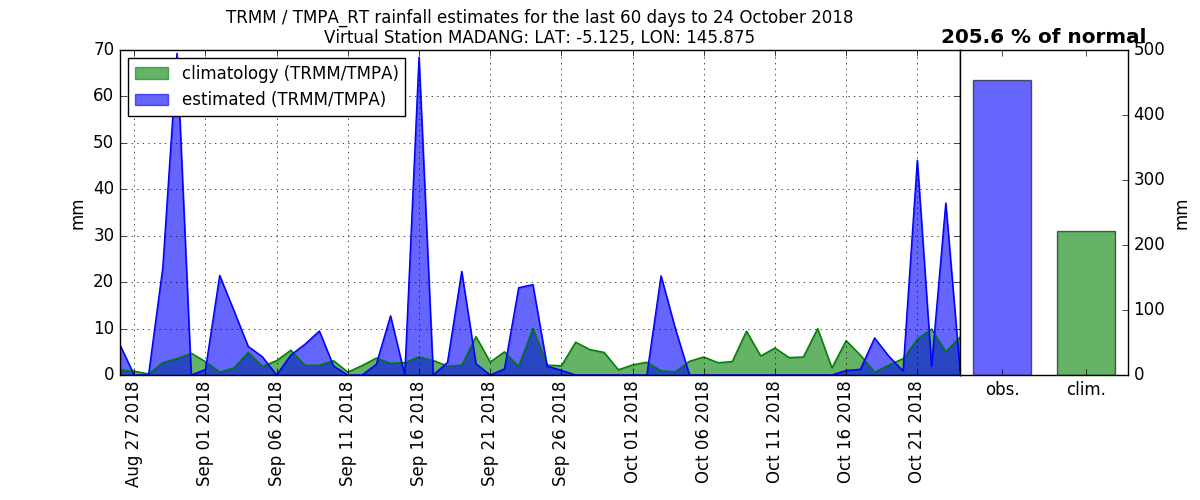 TRMM / TMPA_RT rainfall estimates for the last 60 days to 24 October 2018
Virtual Station MADANG: LAT: -5.125, LON: 145.875
205.6 % of normal
climatology (TRMM/TMPA)
estimated (TRMM/TMPA)
mm
70
60
50
40
30
20
10
0
Aug 27 2018
Sep 01 2018
Sep 06 2018
Sep 11 2018
Sep 16 2018
Sep 21 2018
Sep 26 2018
Oct 01 2018
Oct 06 2018
Oct 11 2018
Oct 16 2018
Oct 21 2018
500
400
300
200
100
0
mm
obs.
clim.